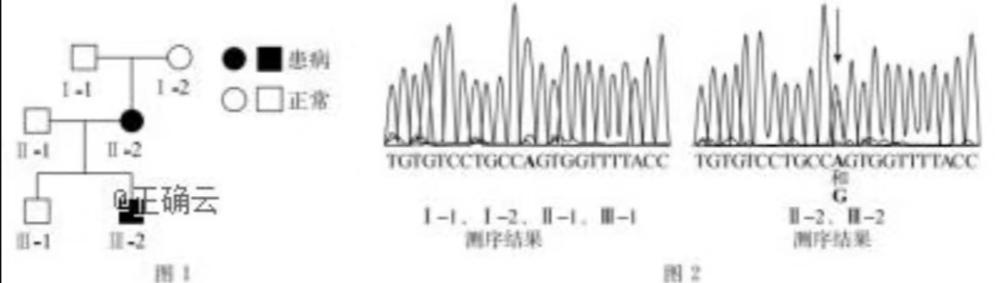 I-1
I-2
患病
正常
II-1
II-2
@正确云
III-1
III-2
图 1
TGTGTCCTGCCAGTGGTTTTACC
I-1、I-2、II-1、III-1
测序结果
TGTGTCCTGCCAGTGGTTTTACC
和
G
II-2、III-2
测序结果
图 2